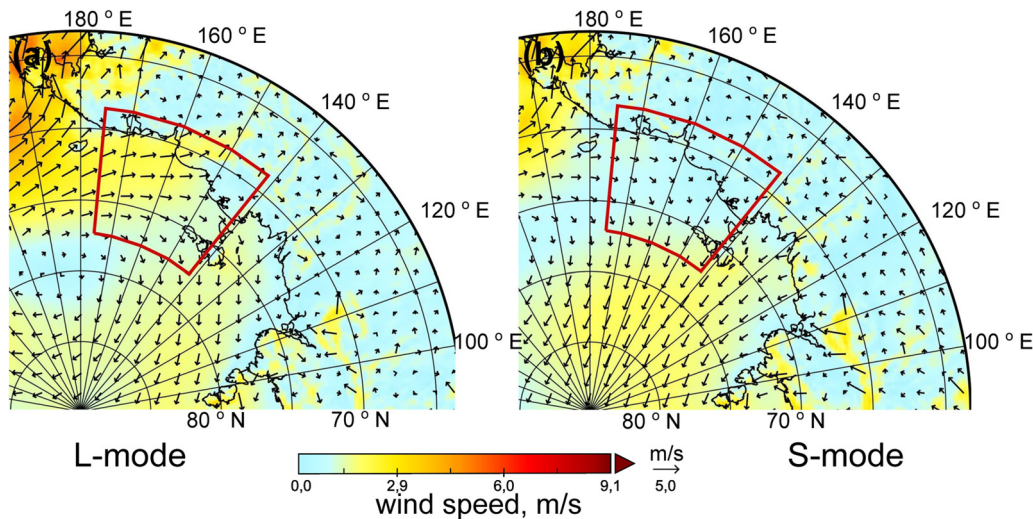 180 ° E
180 ° E
160 ° E
160 ° E
(a)
(b)
140 ° E
140 ° E
120 ° E
120 ° E
100 ° E
100 ° E
80 ° N
70 ° N
80 ° N
70 ° N
L-mode
S-mode
m/s
0,0
2,9
6,0
9,1
5,0
wind speed, m/s